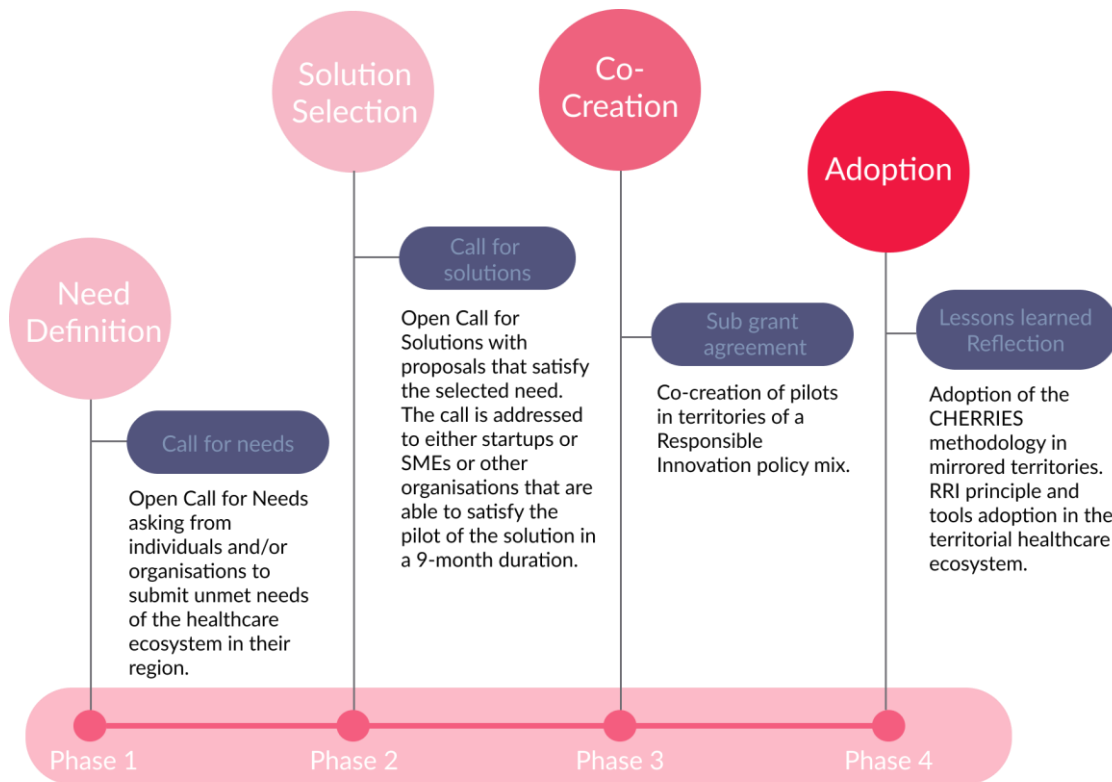 Need
Definition
Call for needs
Open Call for Needs
asking from
individuals and/or
organisations to
submit unmet needs
of the healthcare
ecosystem in their
region.
Solution
Selection
Call for
solutions
Open Call for
Solutions with
proposals that satisfy
the selected need.
The call is addressed
to either startups or
SMEs or other
organisations that are
able to satisfy the
pilot of the solution in
a 9-month duration.
Co-
Creation
Sub grant
agreement
Co-creation of pilots
in territories of a
Responsible
Innovation policy mix.
Adoption
Lessons learned
Reflection
Adoption of the
CHERRIES
methodology in
mirrored territories.
RRI principle and
tools adoption in the
territorial healthcare
ecosystem.
Phase 1
Phase 2
Phase 3
Phase 4